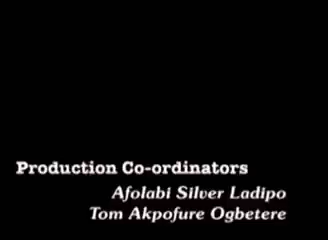 Production Co-ordinators
Afolabi Silver Ladipo
Tom Akpofure Ogbetere